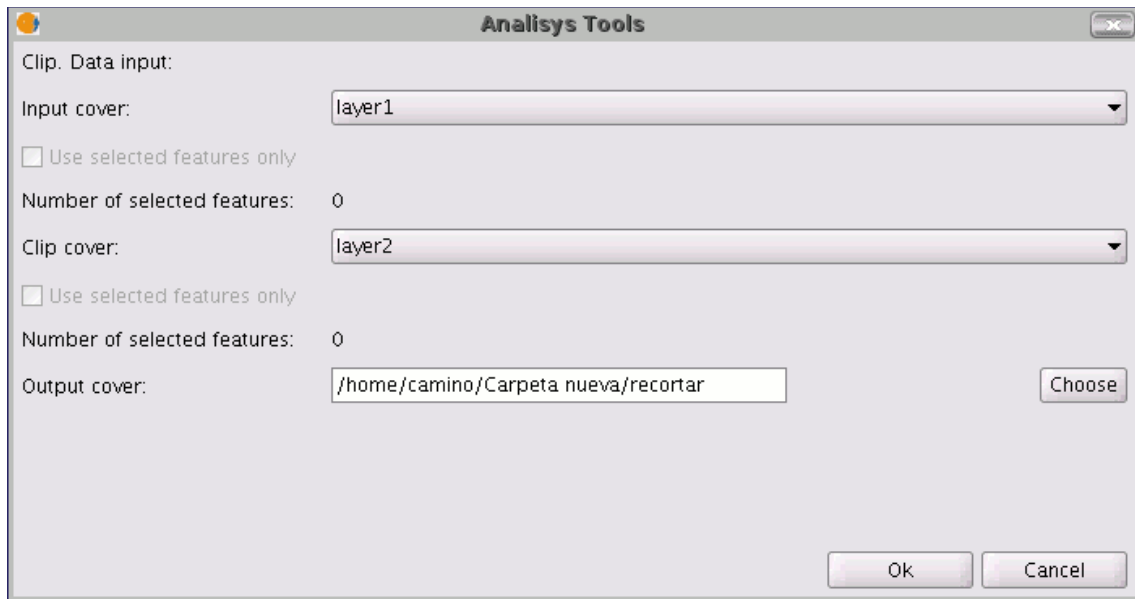 Analisys Tools
Clip. Data input:
Input cover: layer1
Use selected features only
Number of selected features: 0
Clip cover: layer2
Use selected features only
Number of selected features: 0
Output cover: /home/camino/Carpeta nueva/recortar Choose
Ok Cancel